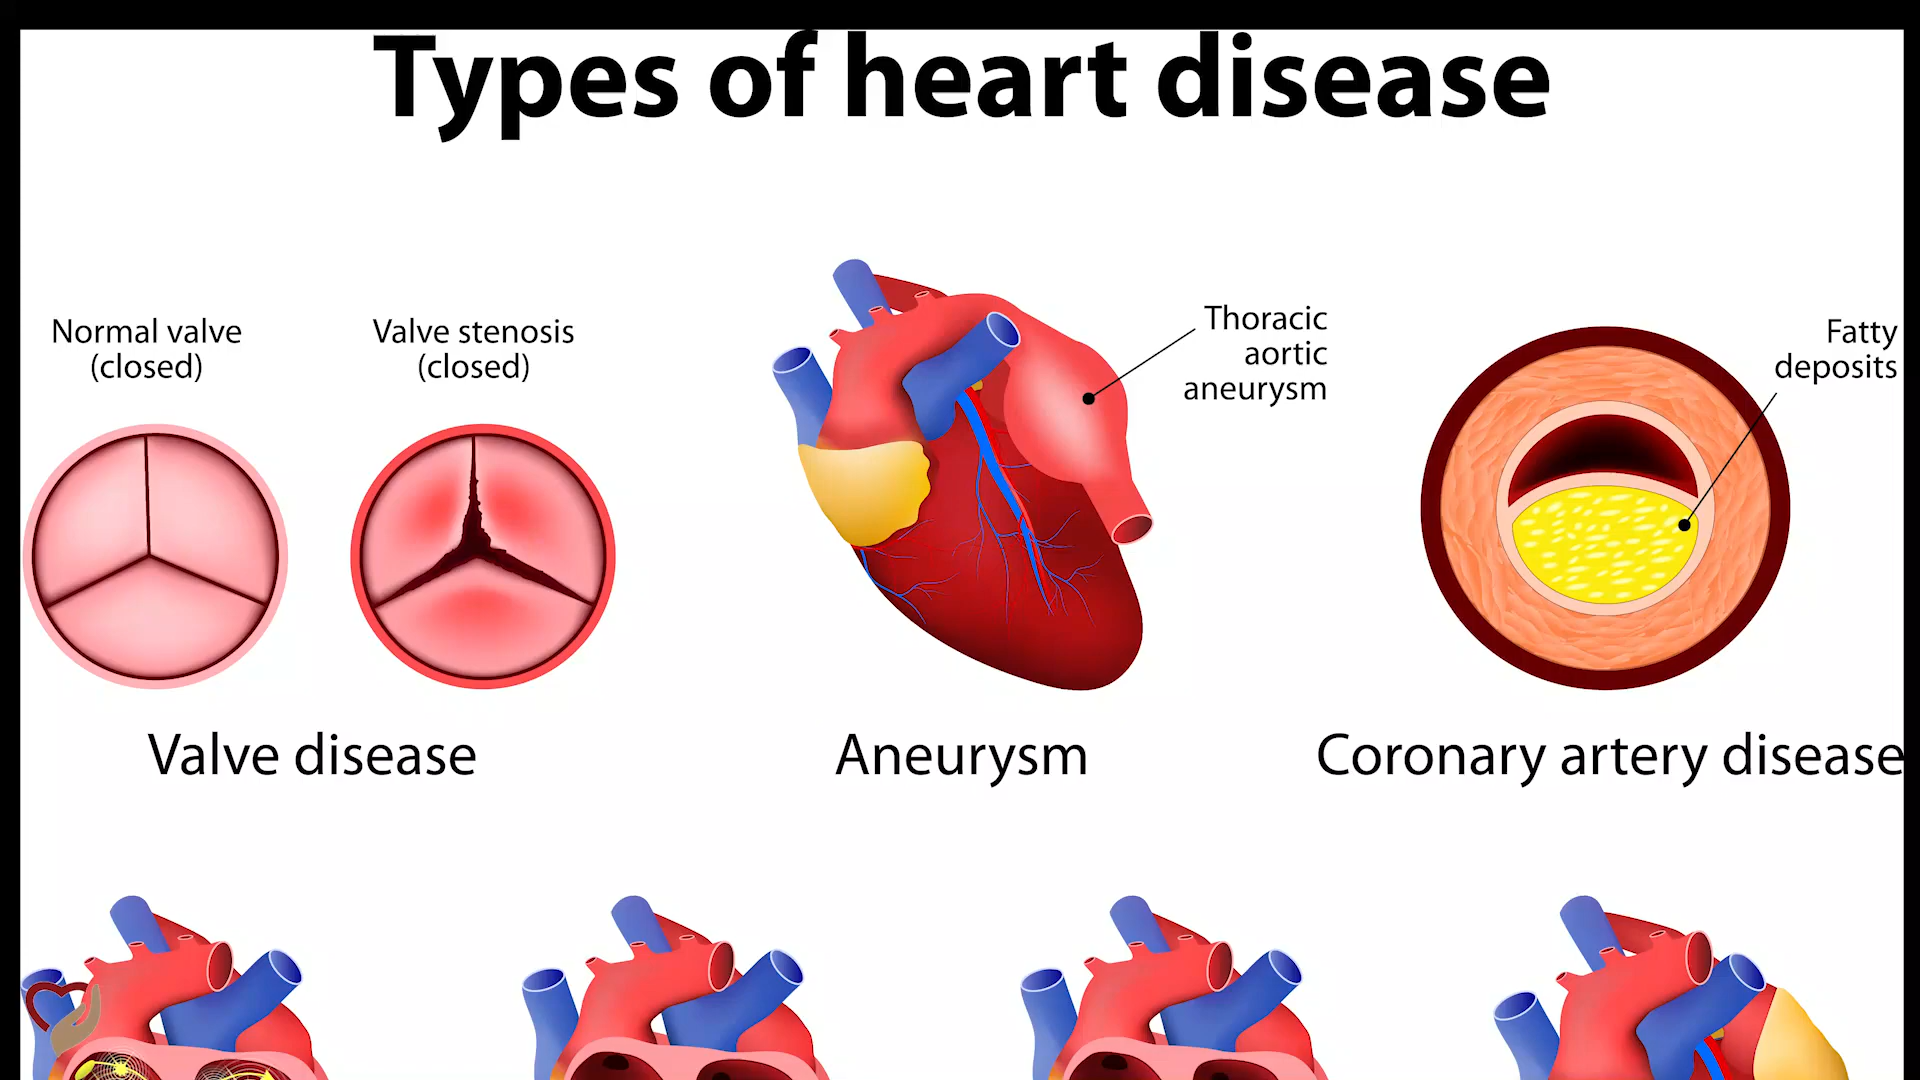 Types of heart disease
Normal valve
(closed)
Valve stenosis
(closed)
Thoracic
aortic
aneurysm
Fatty
deposits
Valve disease
Aneurysm
Coronary artery disease